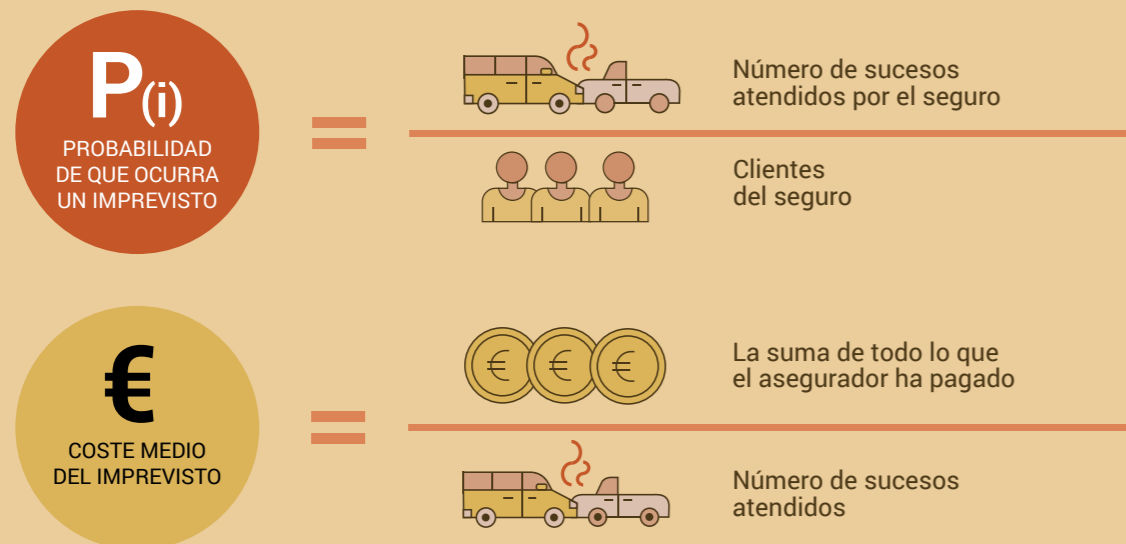 P(i)
PROBABILIDAD
DE QUE OCURRA
UN IMPREVISTO
=
Número de sucesos
atendidos por el seguro
Clientes
del seguro
€
COSTE MEDIO
DEL IMPREVISTO
=
€ € €
La suma de todo lo que
el asegurador ha pagado
Número de sucesos
atendidos